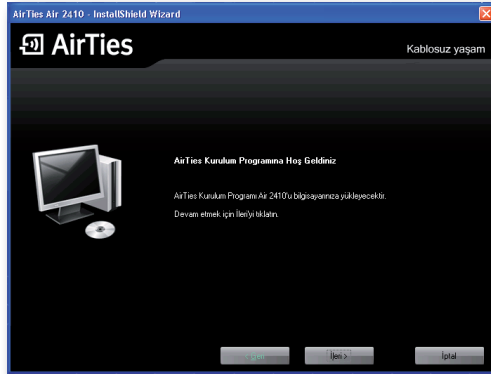 AirTies Air 2410 - InstallShield Wizard
AirTies
Kablosuz yaşam
AirTies Kurulum Programına Hoş Geldiniz
AirTies Kurulum Programı Air 2410'u bilgisayarınıza yükleyecektir.
Devam etmek için İleri'yi tıklatın.
< Geri
İleri >
İptal